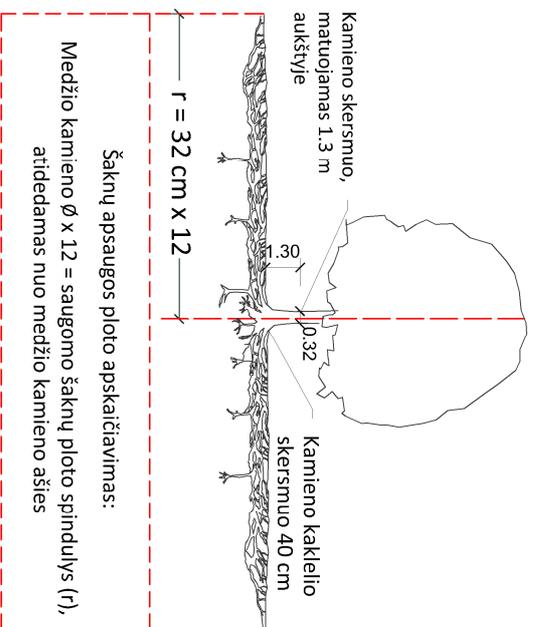 Kamieno skersmuo,
matuojamas 1.3 m
aukštyje
1.30
0.32
Kamieno kaklelio
skersmuo 40 cm
r = 32 cm x 12
Šaknų apsaugos ploto apskaičiavimas:
Medžio kamieno Ø x 12 = saugomo šaknų ploto spindulys (r),
atidedamas nuo medžio kamieno ašies